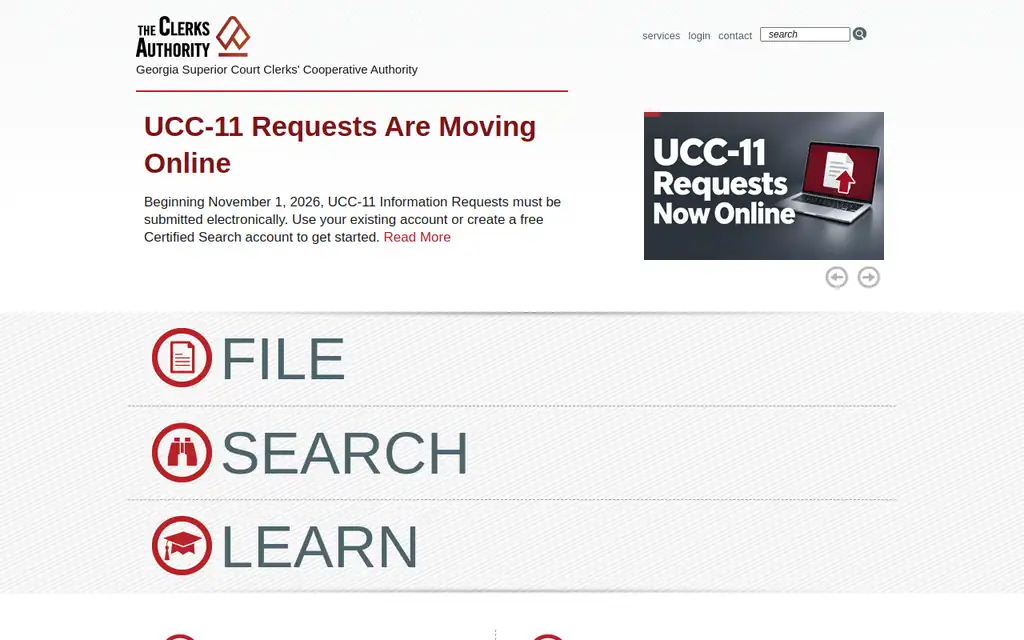 THE CLERKS
AUTHORITY
Georgia Superior Court Clerks' Cooperative Authority
services login contact search
UCC-11 Requests Are Moving
Online
Beginning November 1, 2026, UCC-11 Information Requests must be
submitted electronically. Use your existing account or create a free
Certified Search account to get started. Read More
UCC-11
Requests
Now Online
FILE
SEARCH
LEARN